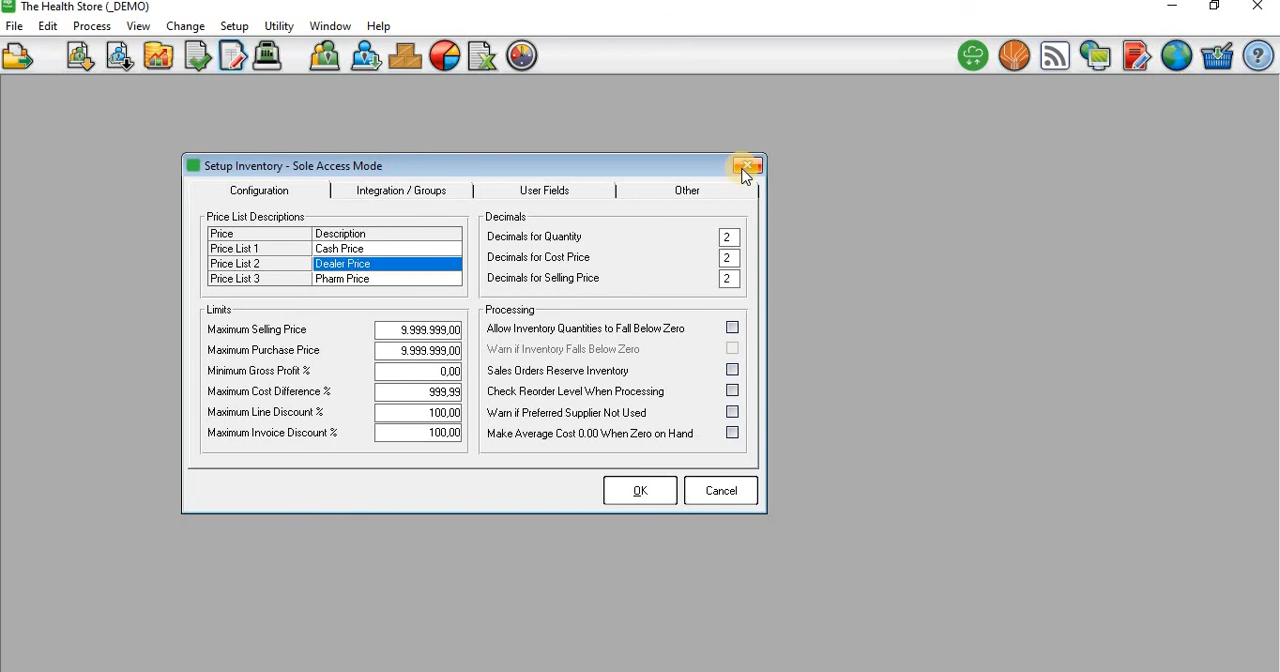 The Health Store (_DEMO)
File Edit Process View Change Setup Utility Window Help
Setup Inventory - Sole Access Mode
Configuration Integration / Groups User Fields Other
Price List Descriptions
Price Description
Price List 1 Cash Price
Price List 2 Dealer Price
Price List 3 Pharm Price
Decimals
Decimals for Quantity 2
Decimals for Cost Price 2
Decimals for Selling Price 2
Limits
Maximum Selling Price 9.999.999,00
Maximum Purchase Price 9.999.999,00
Minimum Gross Profit % 0,00
Maximum Cost Difference % 999,99
Maximum Line Discount % 100,00
Maximum Invoice Discount % 100,00
Processing
Allow Inventory Quantities to Fall Below Zero
Warn if Inventory Falls Below Zero
Sales Orders Reserve Inventory
Check Reorder Level When Processing
Warn if Preferred Supplier Not Used
Make Average Cost 0.00 When Zero on Hand
OK Cancel